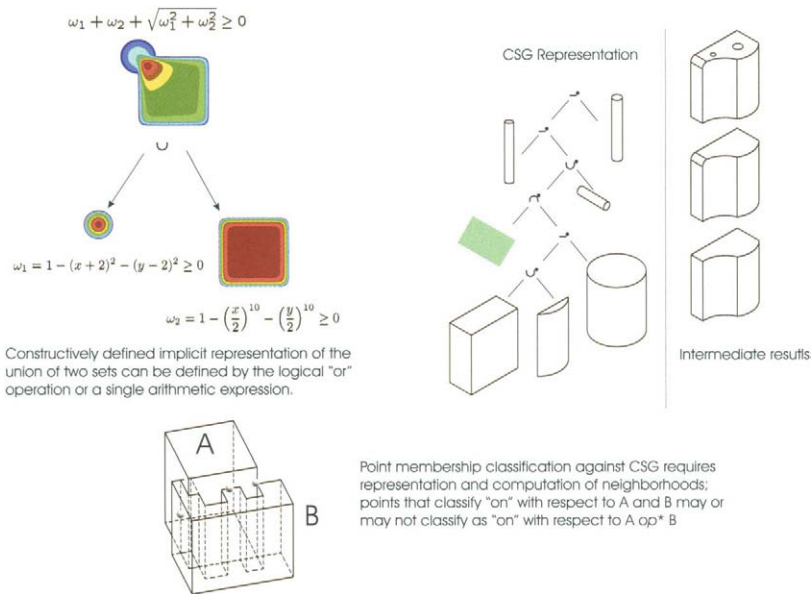 ω₁ + ω₂ + √(ω₁² + ω₂²) ≥ 0
∪
ω₁ = 1 − (x + 2)² − (y − 2)² ≥ 0
ω₂ = 1 − (x/2)¹⁰ − (y/2)¹⁰ ≥ 0
Constructively defined implicit representation of the
union of two sets can be defined by the logical "or"
operation or a single arithmetic expression.
CSG Representation
-*
-*
∪*
∩*
-*
∪*
Intermediate resutls
A
B
Point membership classification against CSG requires
representation and computation of neighborhoods;
points that classify "on" with respect to A and B may or
may not classify as "on" with respect to A op* B